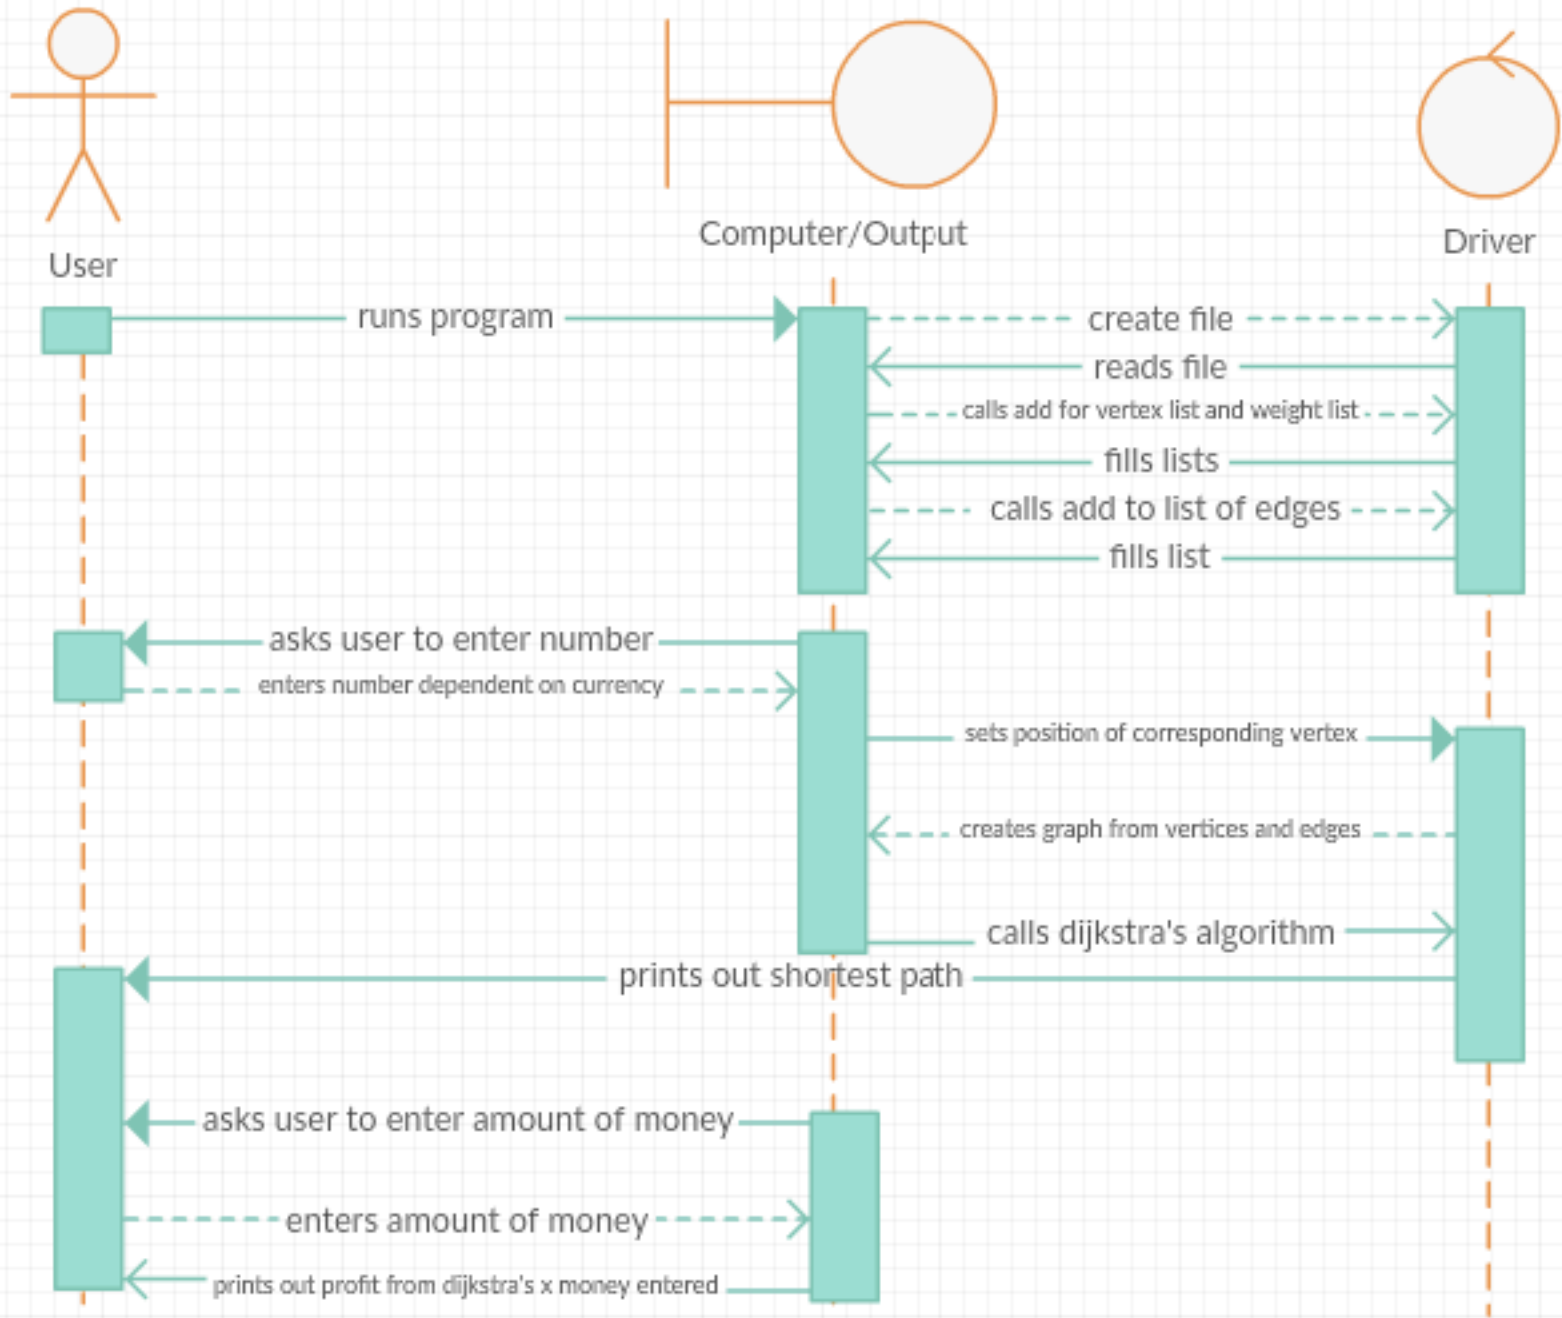 Computer/Output
Driver
User
runs program
create file
reads file
calls add for vertex list and weight list
fills lists
calls add to list of edges
fills list
asks user to enter number
enters number dependent on currency
sets position of corresponding vertex
creates graph from vertices and edges
calls dijkstra's algorithm
prints out shortest path
asks user to enter amount of money
enters amount of money
prints out profit from dijkstra's x money entered